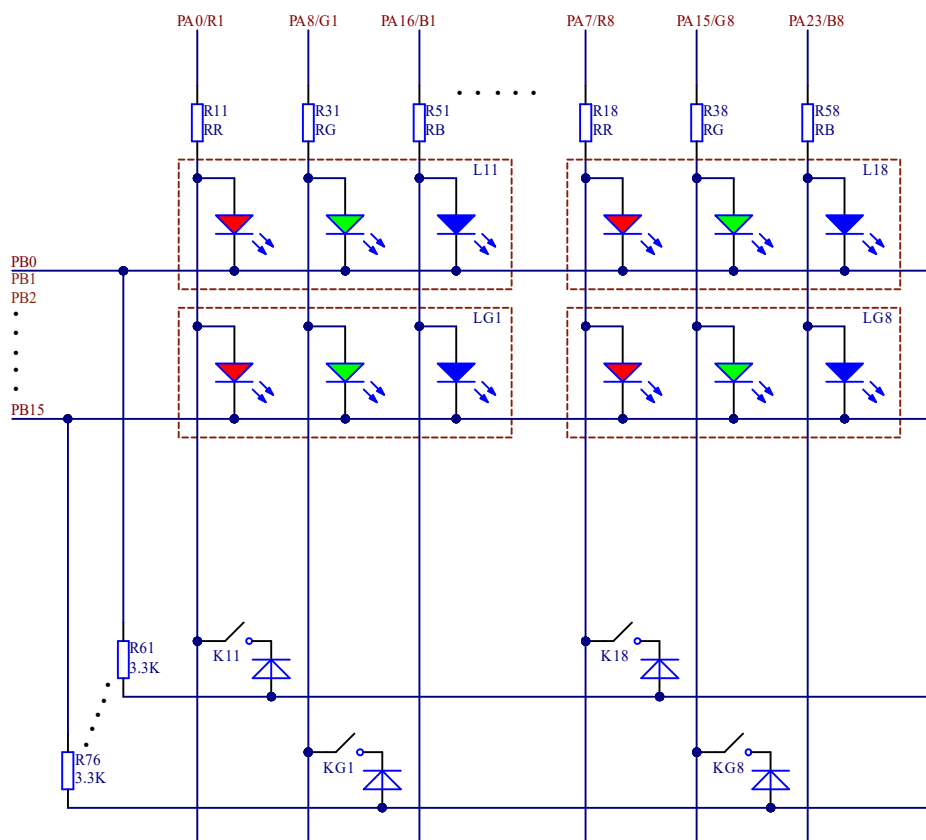 PA0/R1 PA8/G1 PA16/B1 PA7/R8 PA15/G8 PA23/B8
R11 R31 R51 R18 R38 R58
RR RG RB RR RG RB
L11 L18
PB0
PB1
PB2
LG1 LG8
PB15
R61 K11 K18
3.3K
R76 KG1 KG8
3.3K